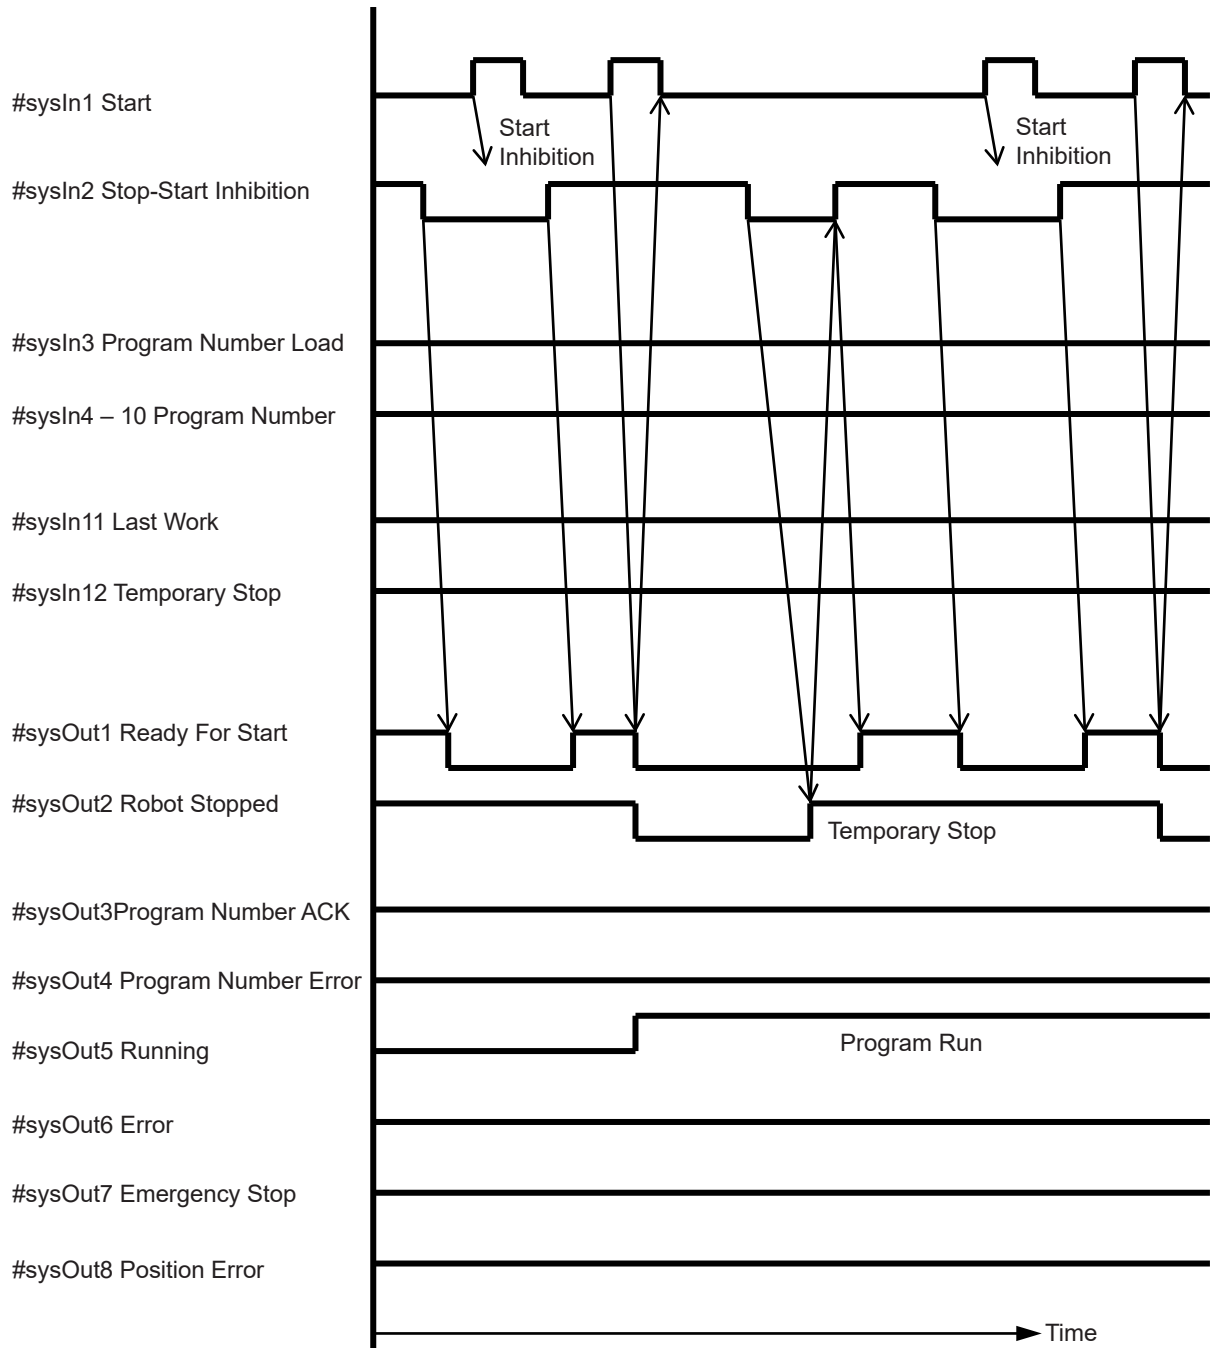 #sysIn1 Start
Start
Inhibition
Start
Inhibition
#sysIn2 Stop-Start Inhibition
#sysIn3 Program Number Load
#sysIn4 – 10 Program Number
#sysIn11 Last Work
#sysIn12 Temporary Stop
#sysOut1 Ready For Start
#sysOut2 Robot Stopped
Temporary Stop
#sysOut3Program Number ACK
#sysOut4 Program Number Error
#sysOut5 Running
Program Run
#sysOut6 Error
#sysOut7 Emergency Stop
#sysOut8 Position Error
Time